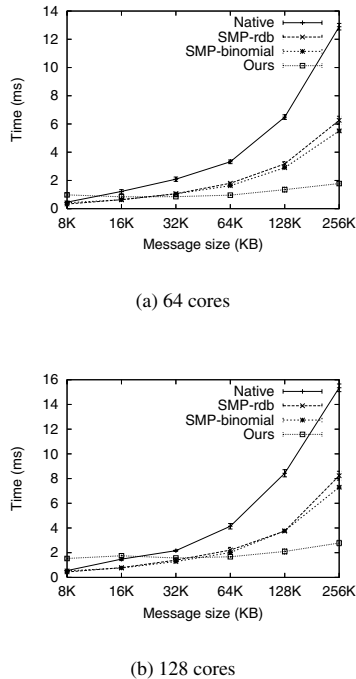 14
12
10
8
6
4
2
0
Time (ms)
Native
SMP-rdb
SMP-binomial
Ours
8K 16K 32K 64K 128K 256K
Message size (KB)
(a) 64 cores
16
14
12
10
8
6
4
2
0
Time (ms)
Native
SMP-rdb
SMP-binomial
Ours
8K 16K 32K 64K 128K 256K
Message size (KB)
(b) 128 cores